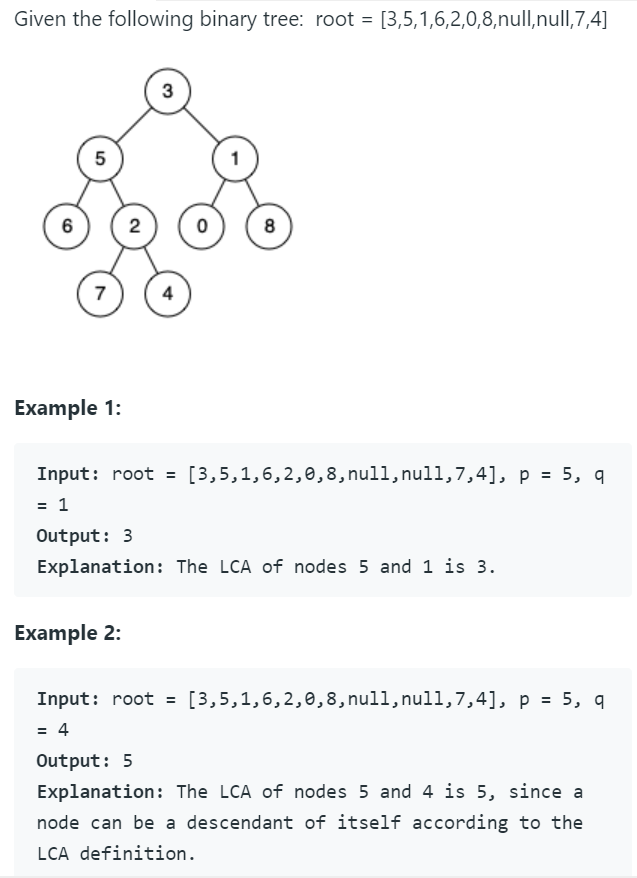 Given the following binary tree:  root = [3,5,1,6,2,0,8,null,null,7,4]
3
5 1
6 2 0 8
7 4
Example 1:
Input: root = [3,5,1,6,2,0,8,null,null,7,4], p = 5, q
= 1
Output: 3
Explanation: The LCA of nodes 5 and 1 is 3.
Example 2:
Input: root = [3,5,1,6,2,0,8,null,null,7,4], p = 5, q
= 4
Output: 5
Explanation: The LCA of nodes 5 and 4 is 5, since a
node can be a descendant of itself according to the
LCA definition.